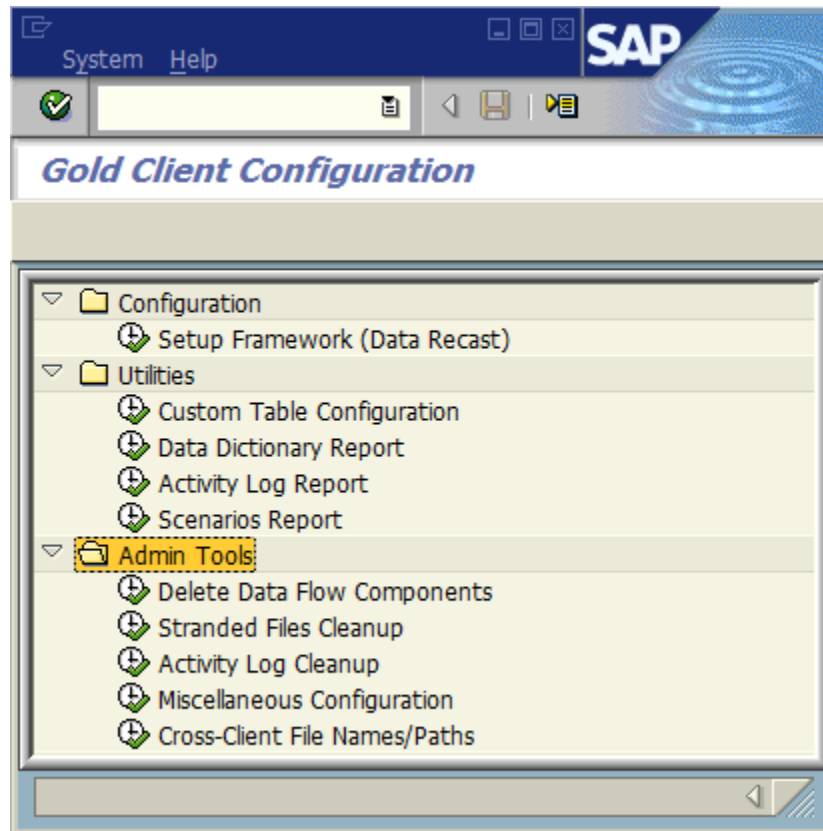 System Help
SAP
Gold Client Configuration
Configuration
Setup Framework (Data Recast)
Utilities
Custom Table Configuration
Data Dictionary Report
Activity Log Report
Scenarios Report
Admin Tools
Delete Data Flow Components
Stranded Files Cleanup
Activity Log Cleanup
Miscellaneous Configuration
Cross-Client File Names/Paths